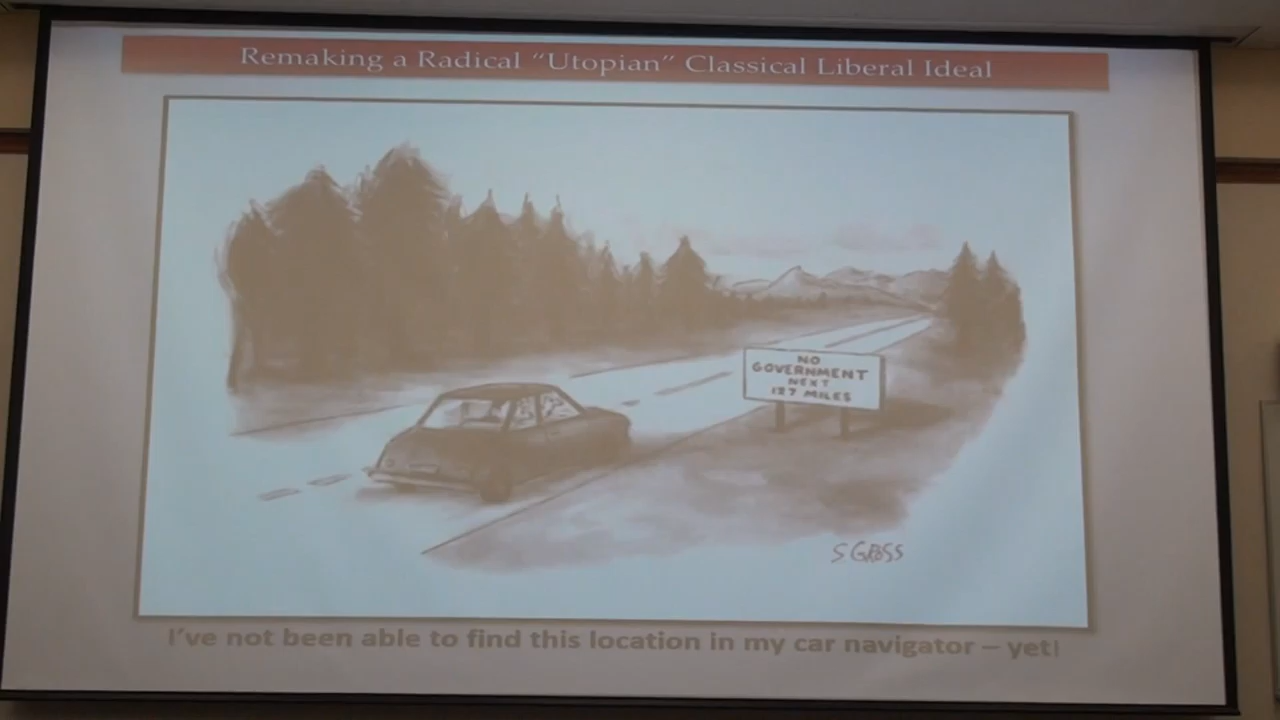 Remaking a Radical “Utopian” Classical Liberal Ideal
NO
GOVERNMENT
NEXT
127 MILES
S. GROSS
I’ve not been able to find this location in my car navigator – yet!